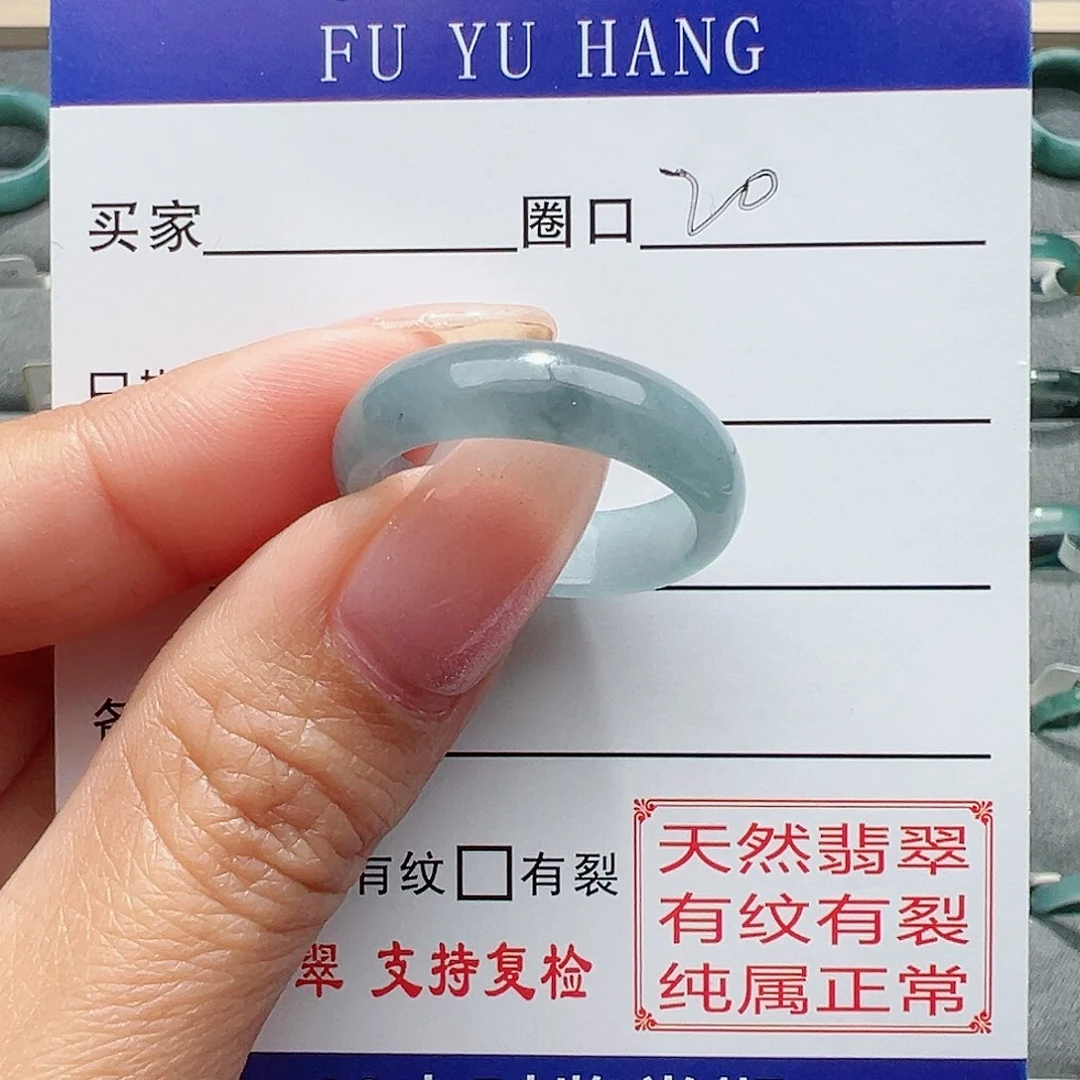 FU YU HANG
买家 圈口 20
有纹 □ 有裂
翠 支持复检
天然翡翠
有纹有裂
纯属正常